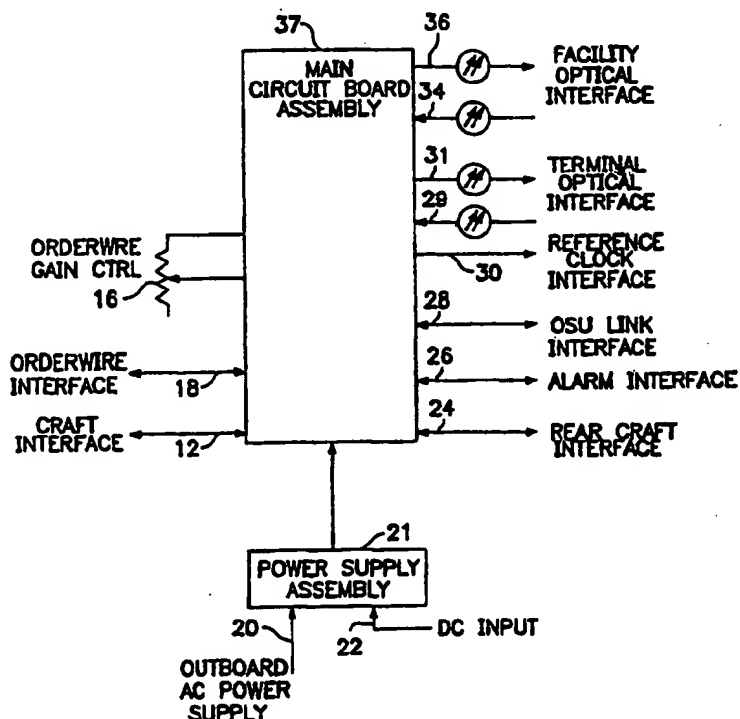 37
36
MAIN
CIRCUIT BOARD
ASSEMBLY
FACILITY
OPTICAL
INTERFACE
34
31
TERMINAL
OPTICAL
INTERFACE
29
ORDERWRE
GAIN CTRL
16
REFERENCE
CLOCK
INTERFACE
30
28
OSU LINK
INTERFACE
ORDERWIRE
INTERFACE
18
26
ALARM INTERFACE
CRAFT
INTERFACE
12
24
REAR CRAFT
INTERFACE
21
POWER SUPPLY
ASSEMBLY
20
22
DC INPUT
OUTBOARD
AC POWER
SUPPLY